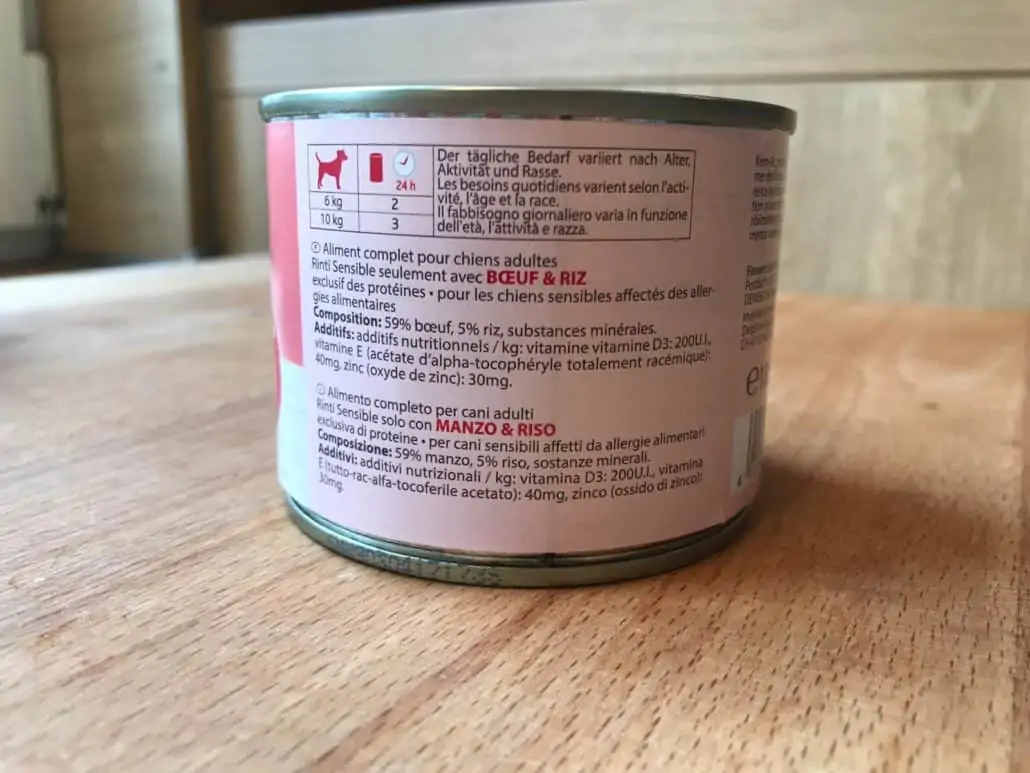 24 h
6 kg 2
10 kg 3
Der tägliche Bedarf variiert nach Alter,
Aktivität und Rasse.
Les besoins quotidiens varient selon l'acti-
vité, l'âge et la race.
Il fabbisogno giornaliero varia in funzione
dell'età, l'attività e razza.
F Aliment complet pour chiens adultes
Rinti Sensible seulement avec BŒUF & RIZ
exclusif des protéines • pour les chiens sensibles affectés des aller-
gies alimentaires
Composition: 59% bœuf, 5% riz, substances minérales.
Additifs: additifs nutritionnels / kg: vitamine vitamine D3: 200U.I.,
vitamine E (acétate d'alpha-tocophéryle totalement racémique):
40mg, zinc (oxyde de zinc): 30mg.
I Alimento completo per cani adulti
Rinti Sensible solo con MANZO & RISO
exclusiva di proteine • per cani sensibili affetti da allergie alimentari
Composizione: 59% manzo, 5% riso, sostanze minerali.
Additivi: additivi nutrizionali / kg: vitamina D3: 200U.I., vitamina
E (tutto-rac-alfa-tocoferile acetato): 40mg, zinco (ossido di zinco):
30mg.